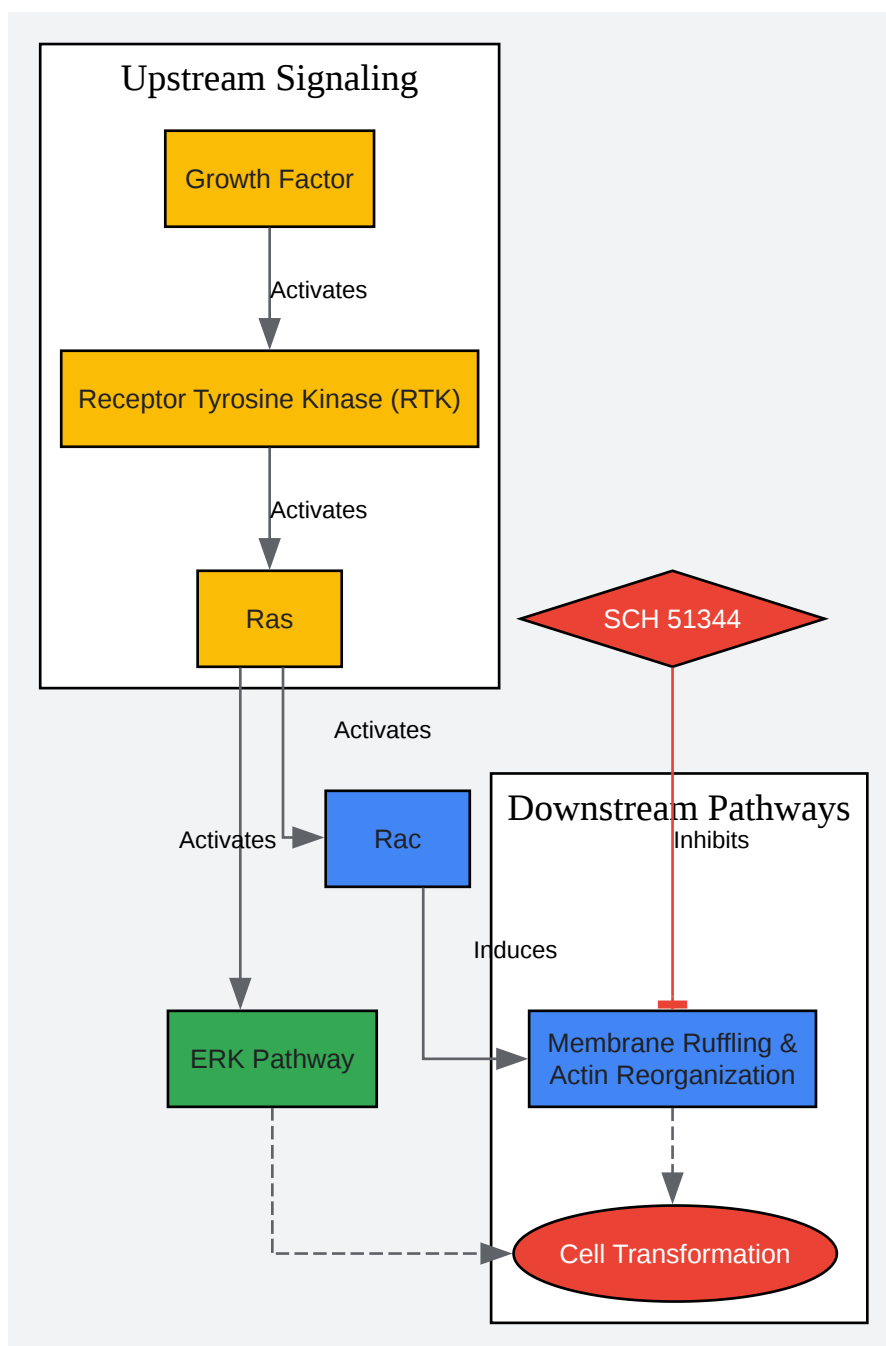 Upstream Signaling
Growth Factor
Activates
Receptor Tyrosine Kinase (RTK)
Activates
Ras
SCH 51344
Activates
Downstream Pathways
Activates
Rac
Inhibits
Induces
ERK Pathway
Membrane Ruffling &
Actin Reorganization
Cell Transformation